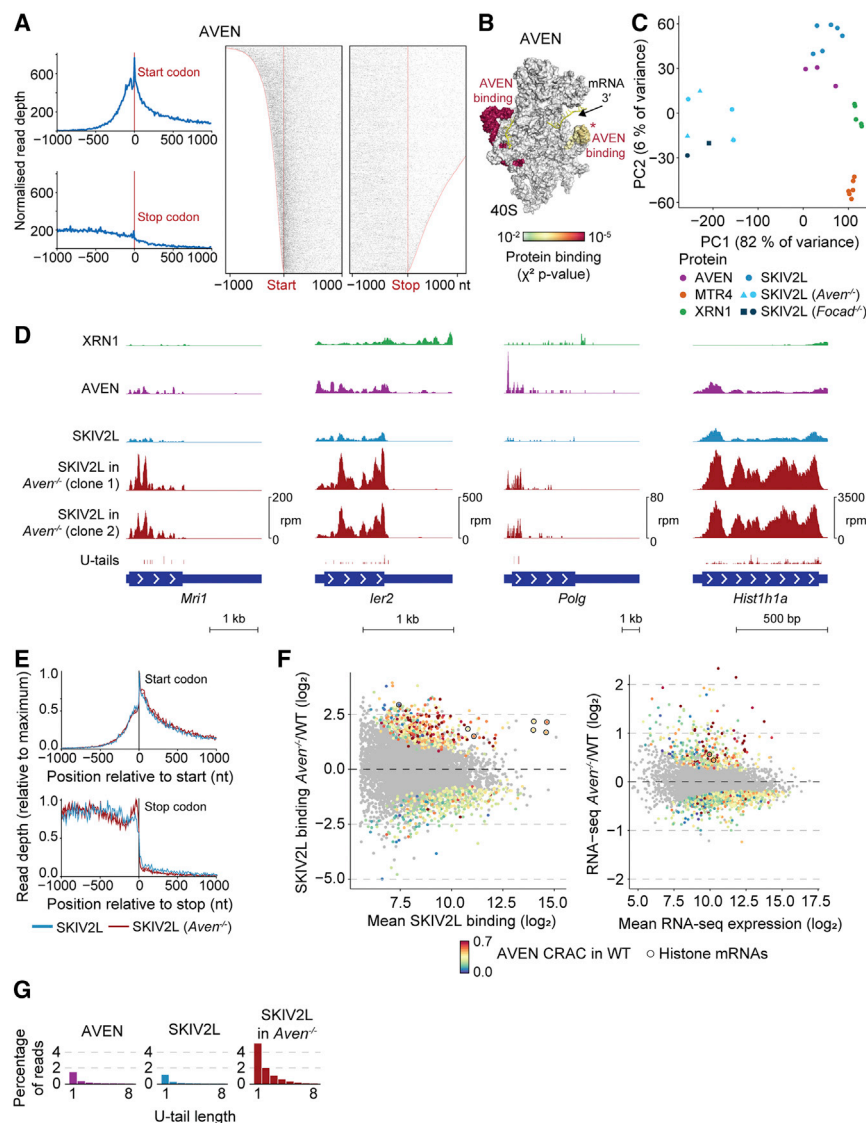 A
AVEN
Normalised read depth
600
400
200
Start codon
−1000 −500 0 500 1000
600
400
200
Stop codon
−1000 −500 0 500 1000
−1000 Start 1000
−1000 Stop 1000 nt
B
AVEN
AVEN binding
mRNA 3′
* AVEN binding
40S
10⁻² 10⁻⁵
Protein binding
(χ² p-value)
C
PC2 (6 % of variance)
60
30
0
−30
−60
−200 −100 0 100
PC1 (82 % of variance)
Protein
AVEN
MTR4
XRN1
SKIV2L
SKIV2L (Aven⁻/⁻)
SKIV2L (Focad⁻/⁻)
D
XRN1
AVEN
SKIV2L
SKIV2L in
Aven⁻/⁻ (clone 1)
SKIV2L in
Aven⁻/⁻ (clone 2)
200
rpm
0
500
rpm
0
80
rpm
0
3500
rpm
0
U-tails
Mri1
Ier2
Polg
Hist1h1a
1 kb
1 kb
1 kb
500 bp
E
Read depth (relative to maximum)
1.0
0.5
0
Start codon
−1000 −500 0 500 1000
Position relative to start (nt)
1.0
0.5
0
Stop codon
−1000 −500 0 500 1000
Position relative to stop (nt)
SKIV2L SKIV2L (Aven⁻/⁻)
F
SKIV2L binding Aven⁻/⁻/WT (log₂)
2.5
0.0
−2.5
−5.0
7.5 10.0 12.5 15.0
Mean SKIV2L binding (log₂)
RNA−seq Aven⁻/⁻/WT (log₂)
2
1
0
−1
−2
5.0 7.5 10.0 12.5 15.0 17.5
Mean RNA-seq expression (log₂)
0.7
0.0
AVEN CRAC in WT
Histone mRNAs
G
Percentage of reads
AVEN
4
2
0
1 8
SKIV2L
4
2
0
1 8
SKIV2L
in Aven⁻/⁻
4
2
0
1 8
U-tail length